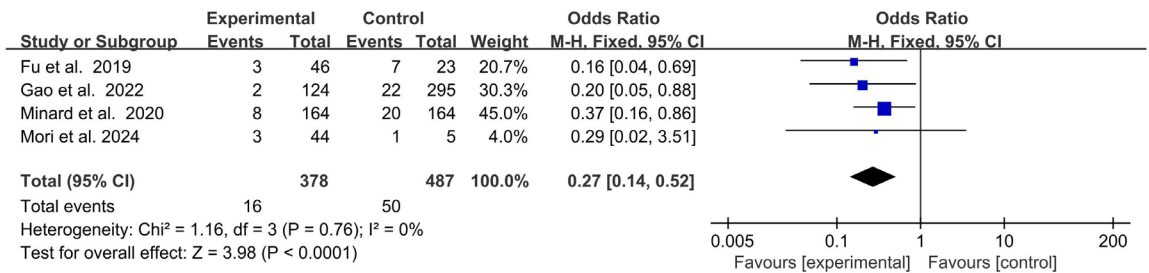 Experimental Control Odds Ratio Odds Ratio
Study or Subgroup Events Total Events Total Weight M-H, Fixed, 95% CI M-H, Fixed, 95% CI
Fu et al. 2019 3 46 7 23 20.7% 0.16 [0.04, 0.69]
Gao et al. 2022 2 124 22 295 30.3% 0.20 [0.05, 0.88]
Minard et al. 2020 8 164 20 164 45.0% 0.37 [0.16, 0.86]
Mori et al. 2024 3 44 1 5 4.0% 0.29 [0.02, 3.51]
Total (95% CI) 378 487 100.0% 0.27 [0.14, 0.52]
Total events 16 50
Heterogeneity: Chi² = 1.16, df = 3 (P = 0.76); I² = 0%
Test for overall effect: Z = 3.98 (P < 0.0001)
0.005 0.1 1 10 200
Favours [experimental] Favours [control]